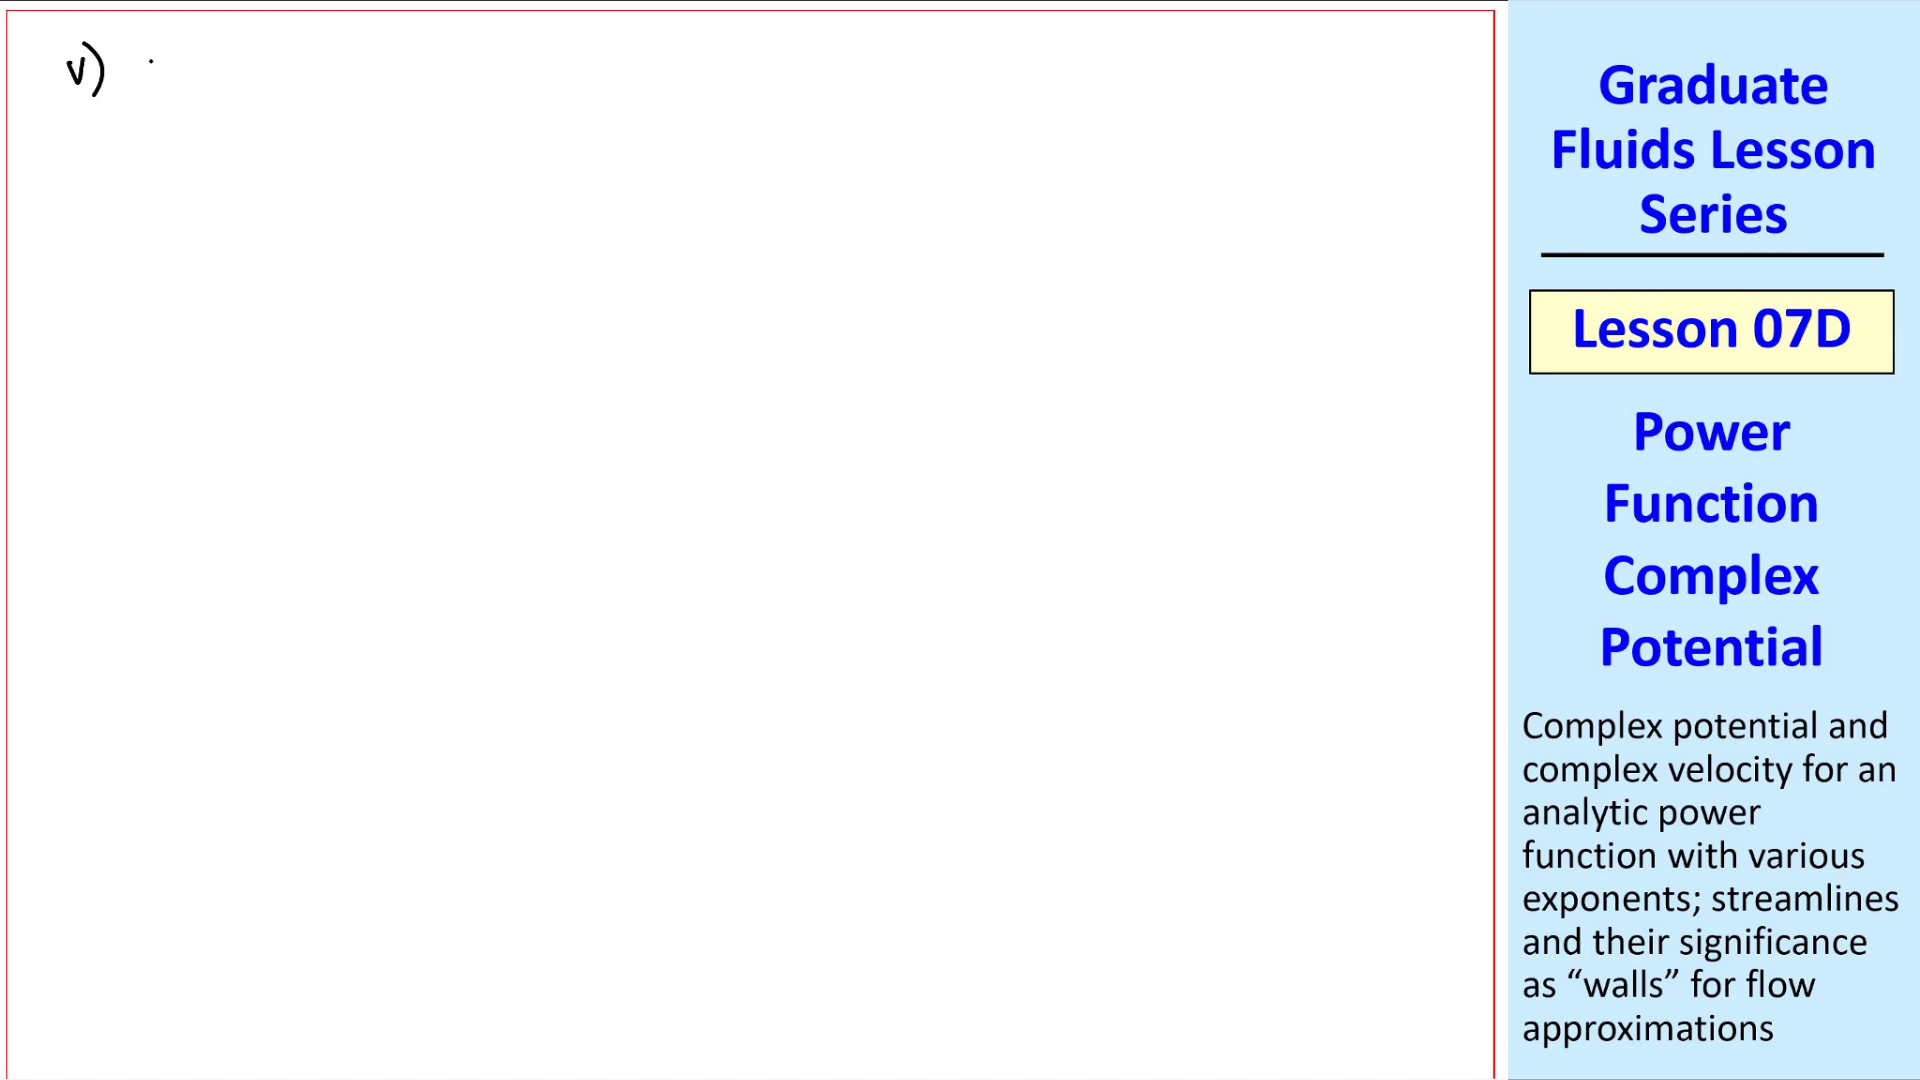 v)
Graduate
Fluids Lesson
Series
Lesson 07D
Power
Function
Complex
Potential
Complex potential and
complex velocity for an
analytic power
function with various
exponents; streamlines
and their significance
as “walls” for flow
approximations